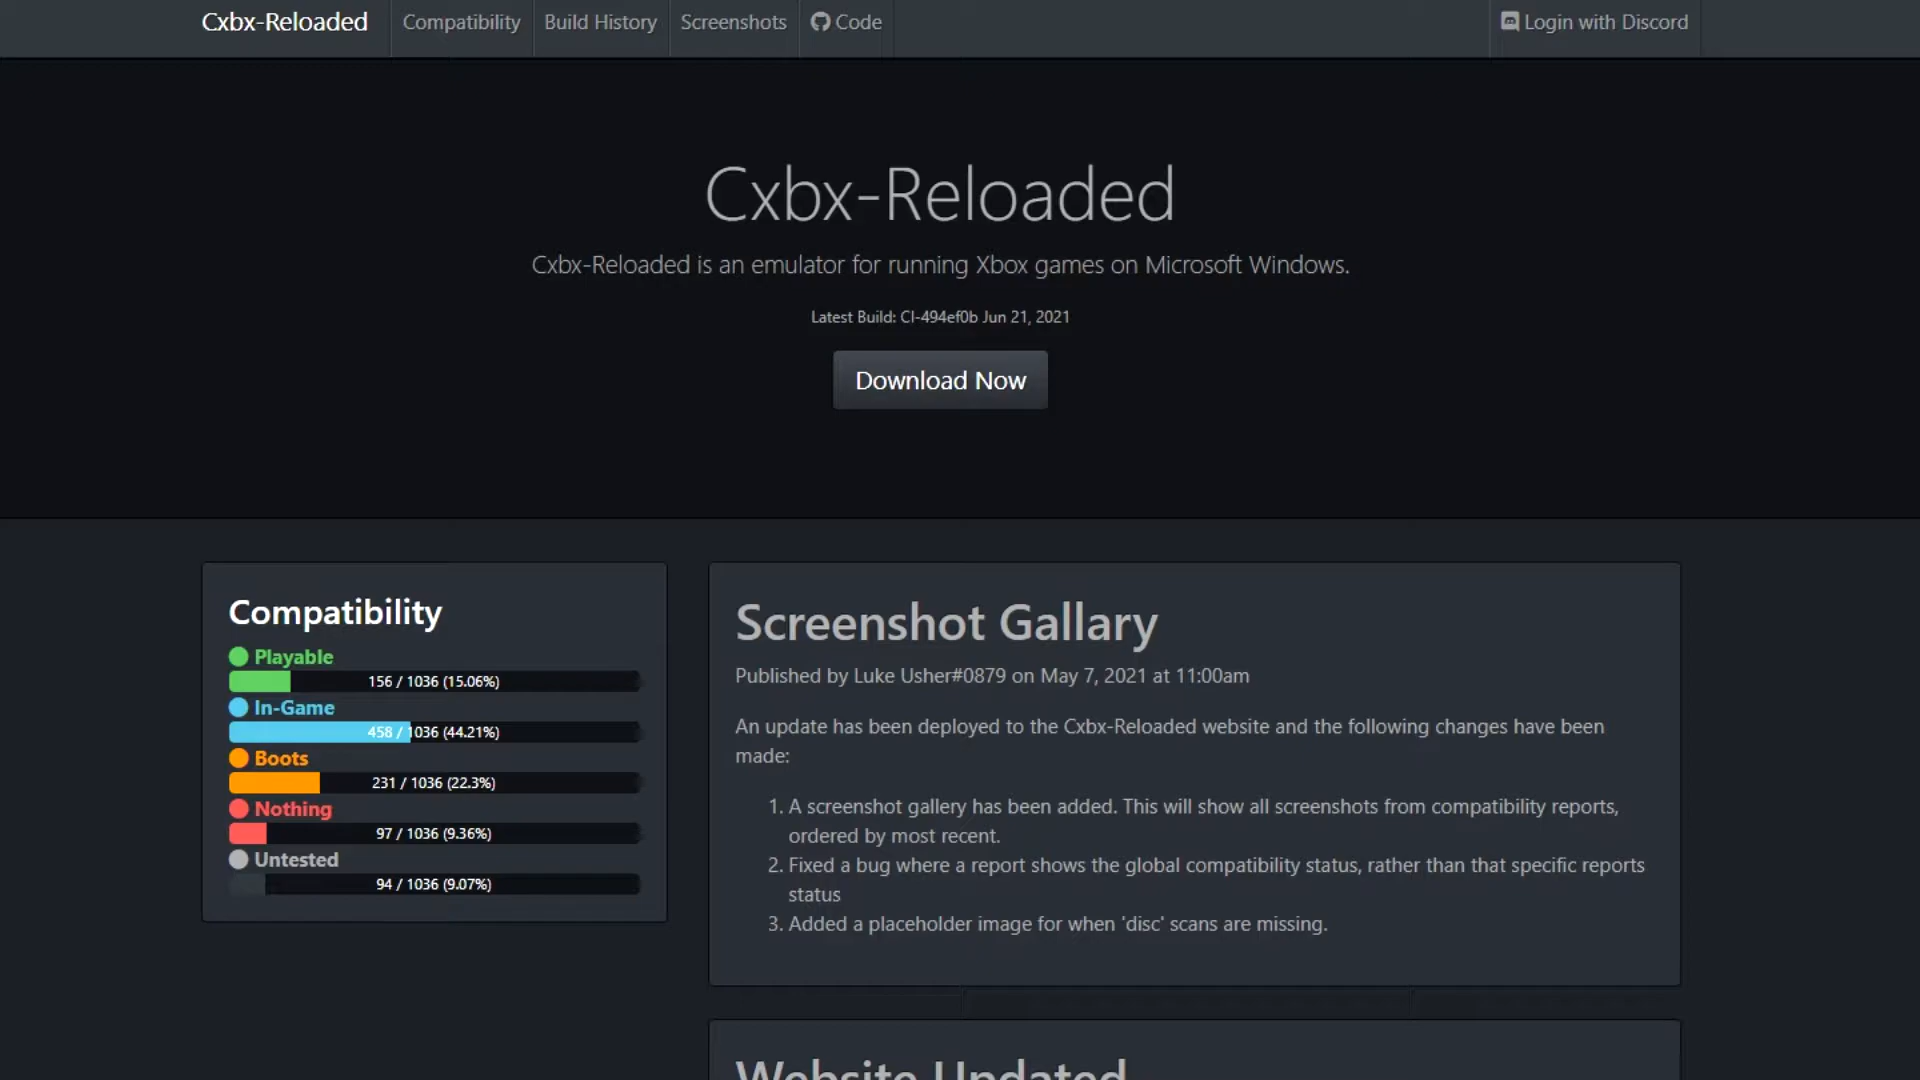 Cxbx-Reloaded
Compatibility
Build History
Screenshots
Code
Login with Discord
Cxbx-Reloaded
Cxbx-Reloaded is an emulator for running Xbox games on Microsoft Windows.
Latest Build: CI-494ef0b Jun 21, 2021
Download Now
Compatibility
Playable
156 / 1036 (15.06%)
In-Game
458 / 1036 (44.21%)
Boots
231 / 1036 (22.3%)
Nothing
97 / 1036 (9.36%)
Untested
94 / 1036 (9.07%)
Screenshot Gallary
Published by Luke Usher#0879 on May 7, 2021 at 11:00am
An update has been deployed to the Cxbx-Reloaded website and the following changes have been
made:
1. A screenshot gallery has been added. This will show all screenshots from compatibility reports,
ordered by most recent.
2. Fixed a bug where a report shows the global compatibility status, rather than that specific reports
status
3. Added a placeholder image for when 'disc' scans are missing.
Website Updated